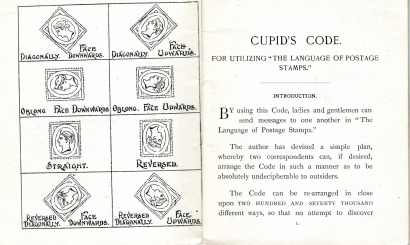 DIAGONALLY. FACE DOWNWARDS.
DIAGONALLY. FACE UPWARDS.
OBLONG FACE DOWNWARDS
OBLONG. FACE UPWARDS.
STRAIGHT.
REVERSED.
REVERSED DIAGONALLY. FACE DOWNWARDS.
REVERSED DIAGONALLY. FACE UPWARDS.
CUPID'S CODE.
FOR UTILIZING "THE LANGUAGE OF POSTAGE
STAMPS."
INTRODUCTION.
BY using this Code, ladies and gentlemen can
send messages to one another in "The
Language of Postage Stamps."
The author has devised a simple plan,
whereby two correspondents can, if desired,
arrange the Code in such a manner as to be
absolutely undecipherable to outsiders.
The Code can be re-arranged in close
upon TWO HUNDRED AND SEVENTY THOUSAND
different ways, so that no attempt to discover